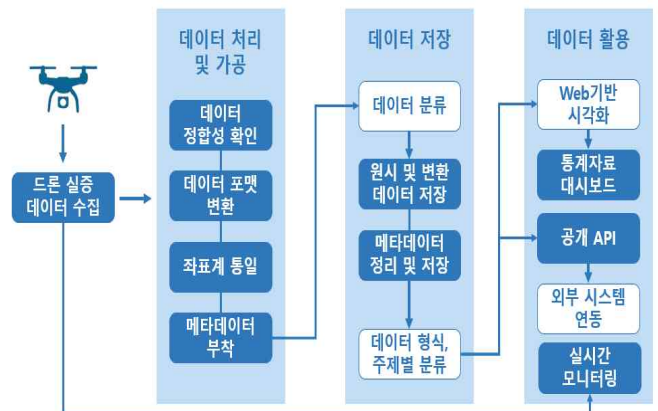 데이터 처리
및 가공
데이터 저장
데이터 활용
드론 실증
데이터 수집
데이터
정합성 확인
데이터 포맷
변환
좌표계 통일
메타데이터
부착
데이터 분류
원시 및 변환
데이터 저장
메타데이터
정리 및 저장
데이터 형식,
주제별 분류
Web기반
시각화
통계자료
대시보드
공개 API
외부 시스템
연동
실시간
모니터링